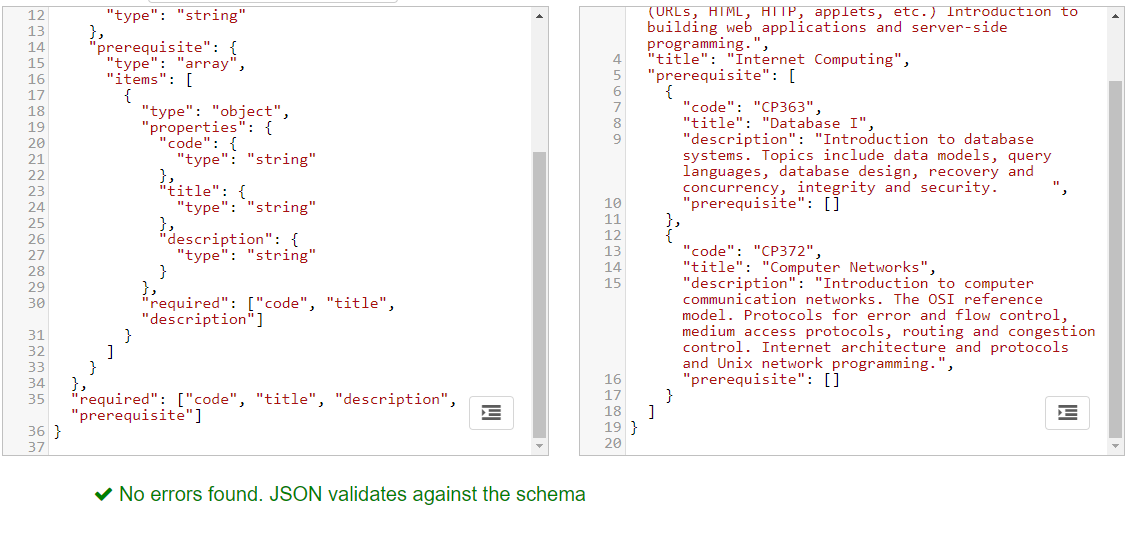 12 "type": "string"
13 },
14 "prerequisite": {
15 "type": "array",
16 "items": [
17 {
18 "type": "object",
19 "properties": {
20 "code": {
21 "type": "string"
22 },
23 "title": {
24 "type": "string"
25 },
26 "description": {
27 "type": "string"
28 }
29 },
30 "required": ["code", "title",
"description"]
31 }
32 ]
33 }
34 },
35 "required": ["code", "title", "description",
"prerequisite"]
36 }
37
(URLs, HTML, HTTP, applets, etc.) Introduction to
building web applications and server-side
programming.",
4 "title": "Internet Computing",
5 "prerequisite": [
6 {
7 "code": "CP363",
8 "title": "Database I",
9 "description": "Introduction to database
systems. Topics include data models, query
languages, database design, recovery and
concurrency, integrity and security. ",
10 "prerequisite": []
11 },
12 {
13 "code": "CP372",
14 "title": "Computer Networks",
15 "description": "Introduction to computer
communication networks. The OSI reference
model. Protocols for error and flow control,
medium access protocols, routing and congestion
control. Internet architecture and protocols
and Unix network programming.",
16 "prerequisite": []
17 }
18 ]
19 }
20
No errors found. JSON validates against the schema